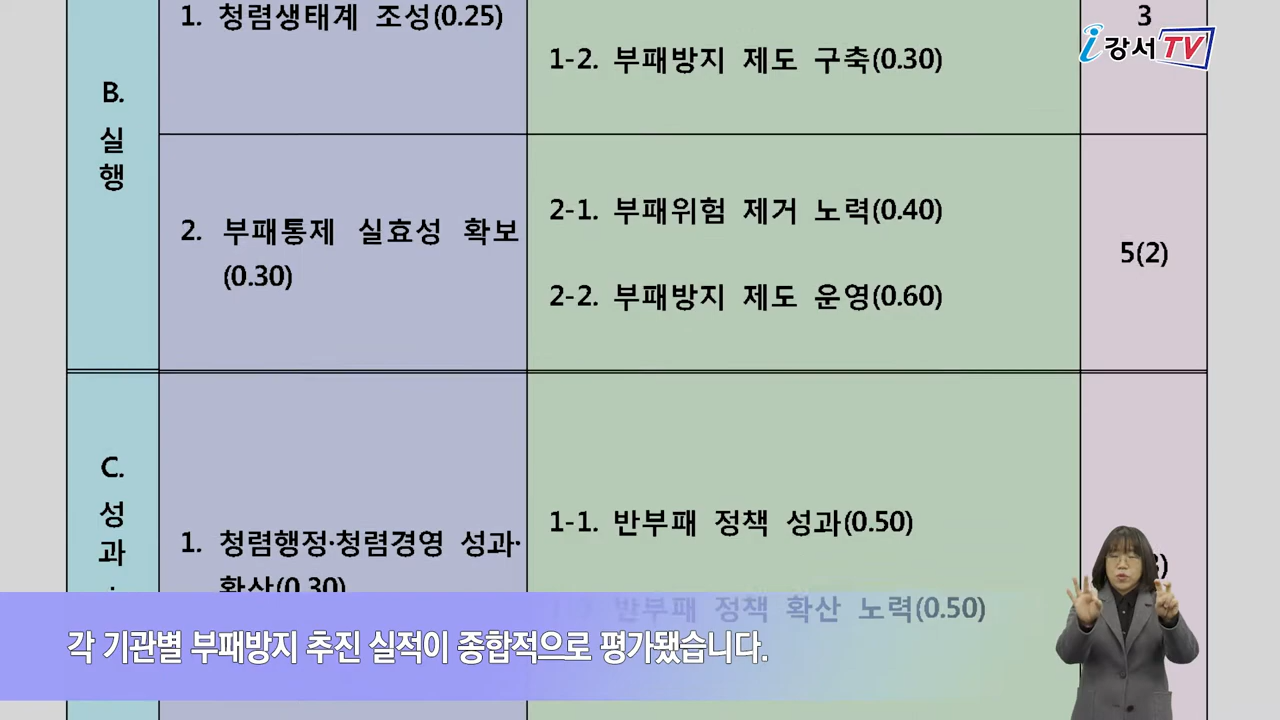 1. 청렴생태계 조성(0.25)
3
i강서TV
1-2. 부패방지 제도 구축(0.30)
B.
실
행
2. 부패통제 실효성 확보
(0.30)
2-1. 부패위험 제거 노력(0.40)
2-2. 부패방지 제도 운영(0.60)
5(2)
C.
성
과
·
1. 청렴행정·청렴경영 성과·
확산(0.30)
1-1. 반부패 정책 성과(0.50)
반부패 정책 확산 노력(0.50)
각 기관별 부패방지 추진 실적이 종합적으로 평가됐습니다.